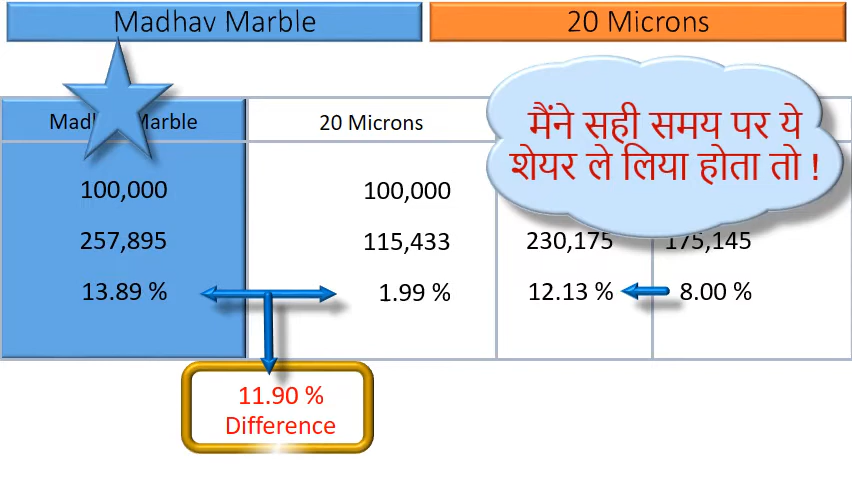 Madhav Marble
20 Microns
Marble
20 Microns
मैंने सही समय पर ये
शेयर ले लिया होता तो !
100,000
100,000
257,895
115,433
230,175
175,145
13.89 %
1.99 %
12.13 %
8.00 %
11.90 %
Difference